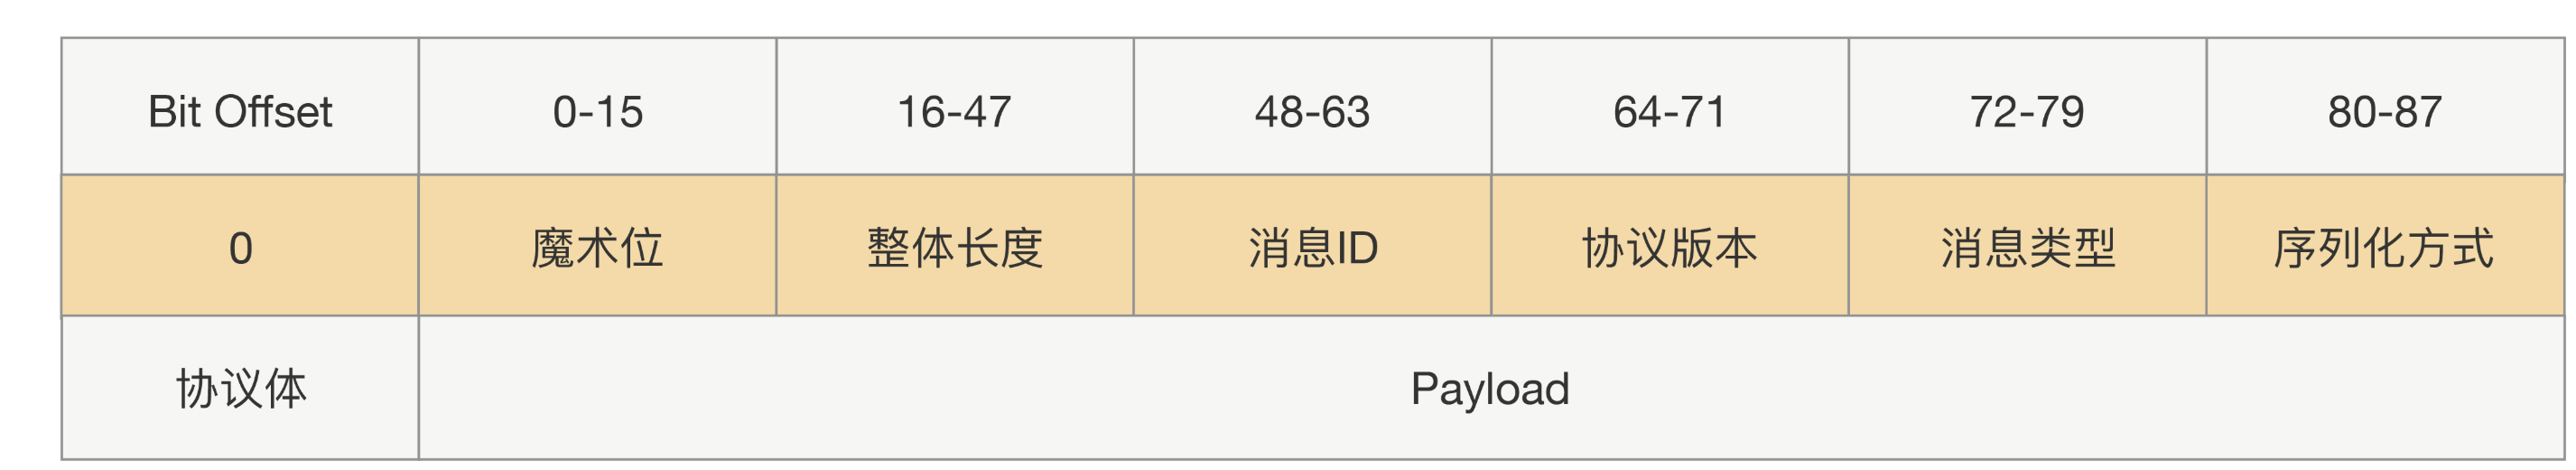 Bit Offset 0-15 16-47 48-63 64-71 72-79 80-87
0 魔术位 整体长度 消息ID 协议版本 消息类型 序列化方式
协议体 Payload